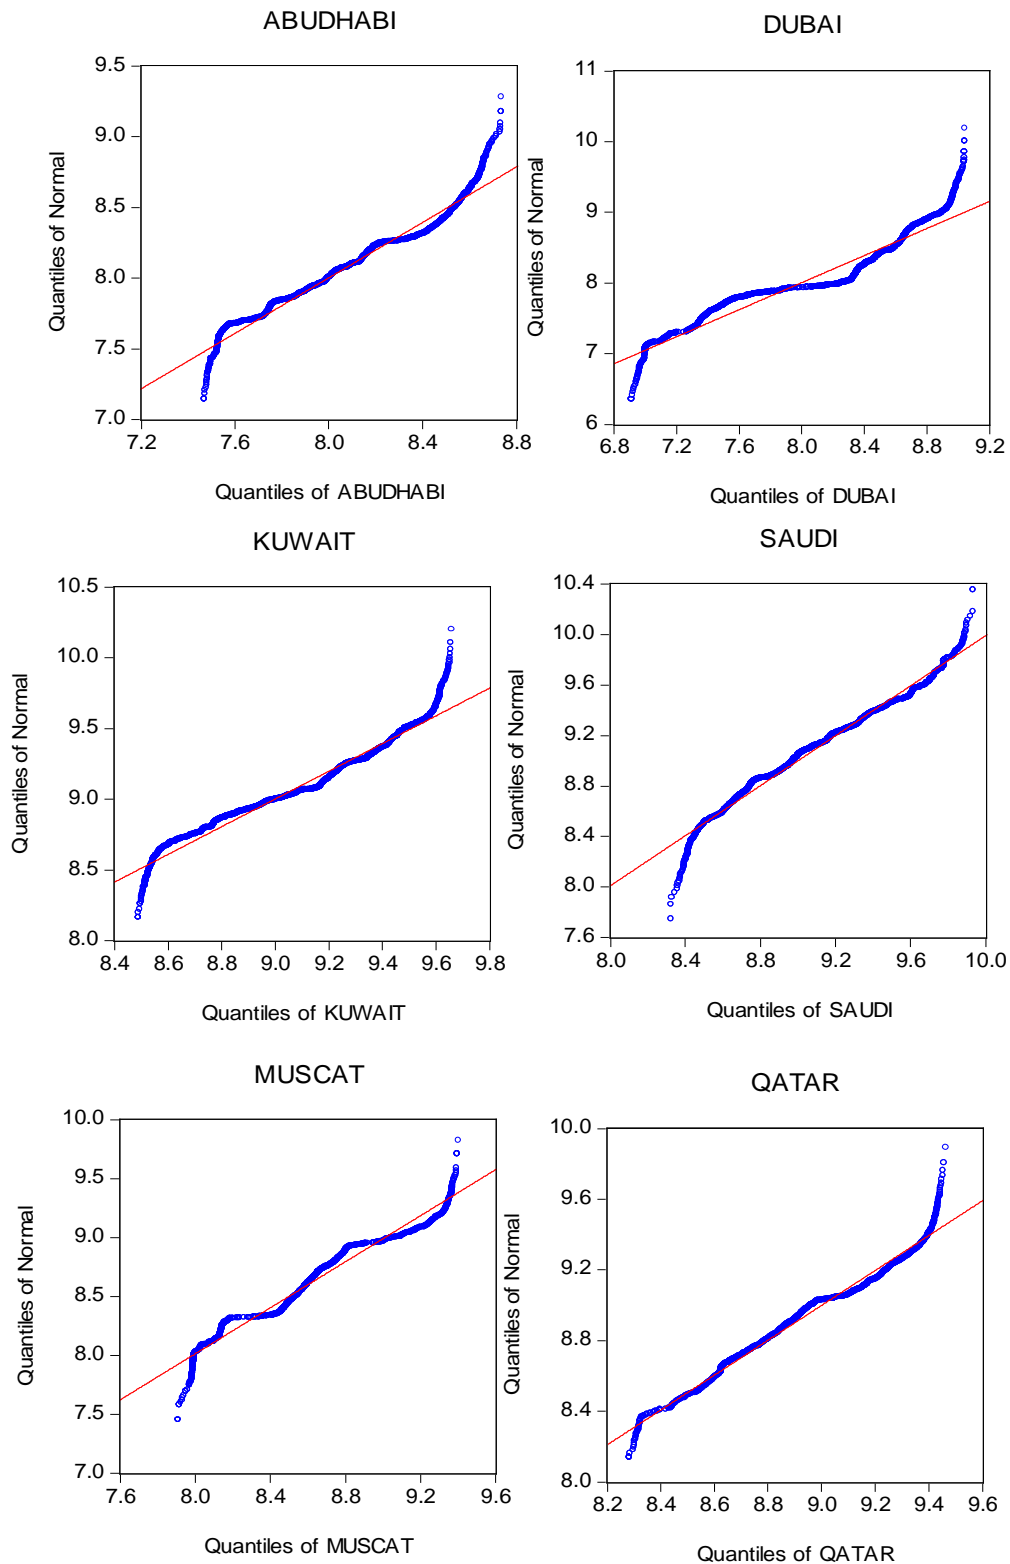 ABUDHABI
9.5
9.0
8.5
8.0
7.5
7.0
Quantiles of Normal
7.2 7.6 8.0 8.4 8.8
Quantiles of ABUDHABI
DUBAI
11
10
9
8
7
6
Quantiles of Normal
6.8 7.2 7.6 8.0 8.4 8.8 9.2
Quantiles of DUBAI
KUWAIT
10.5
10.0
9.5
9.0
8.5
8.0
Quantiles of Normal
8.4 8.6 8.8 9.0 9.2 9.4 9.6 9.8
Quantiles of KUWAIT
SAUDI
10.4
10.0
9.6
9.2
8.8
8.4
8.0
7.6
Quantiles of Normal
8.0 8.4 8.8 9.2 9.6 10.0
Quantiles of SAUDI
MUSCAT
10.0
9.5
9.0
8.5
8.0
7.5
7.0
Quantiles of Normal
7.6 8.0 8.4 8.8 9.2 9.6
Quantiles of MUSCAT
QATAR
10.0
9.6
9.2
8.8
8.4
8.0
Quantiles of Normal
8.2 8.4 8.6 8.8 9.0 9.2 9.4 9.6
Quantiles of QATAR